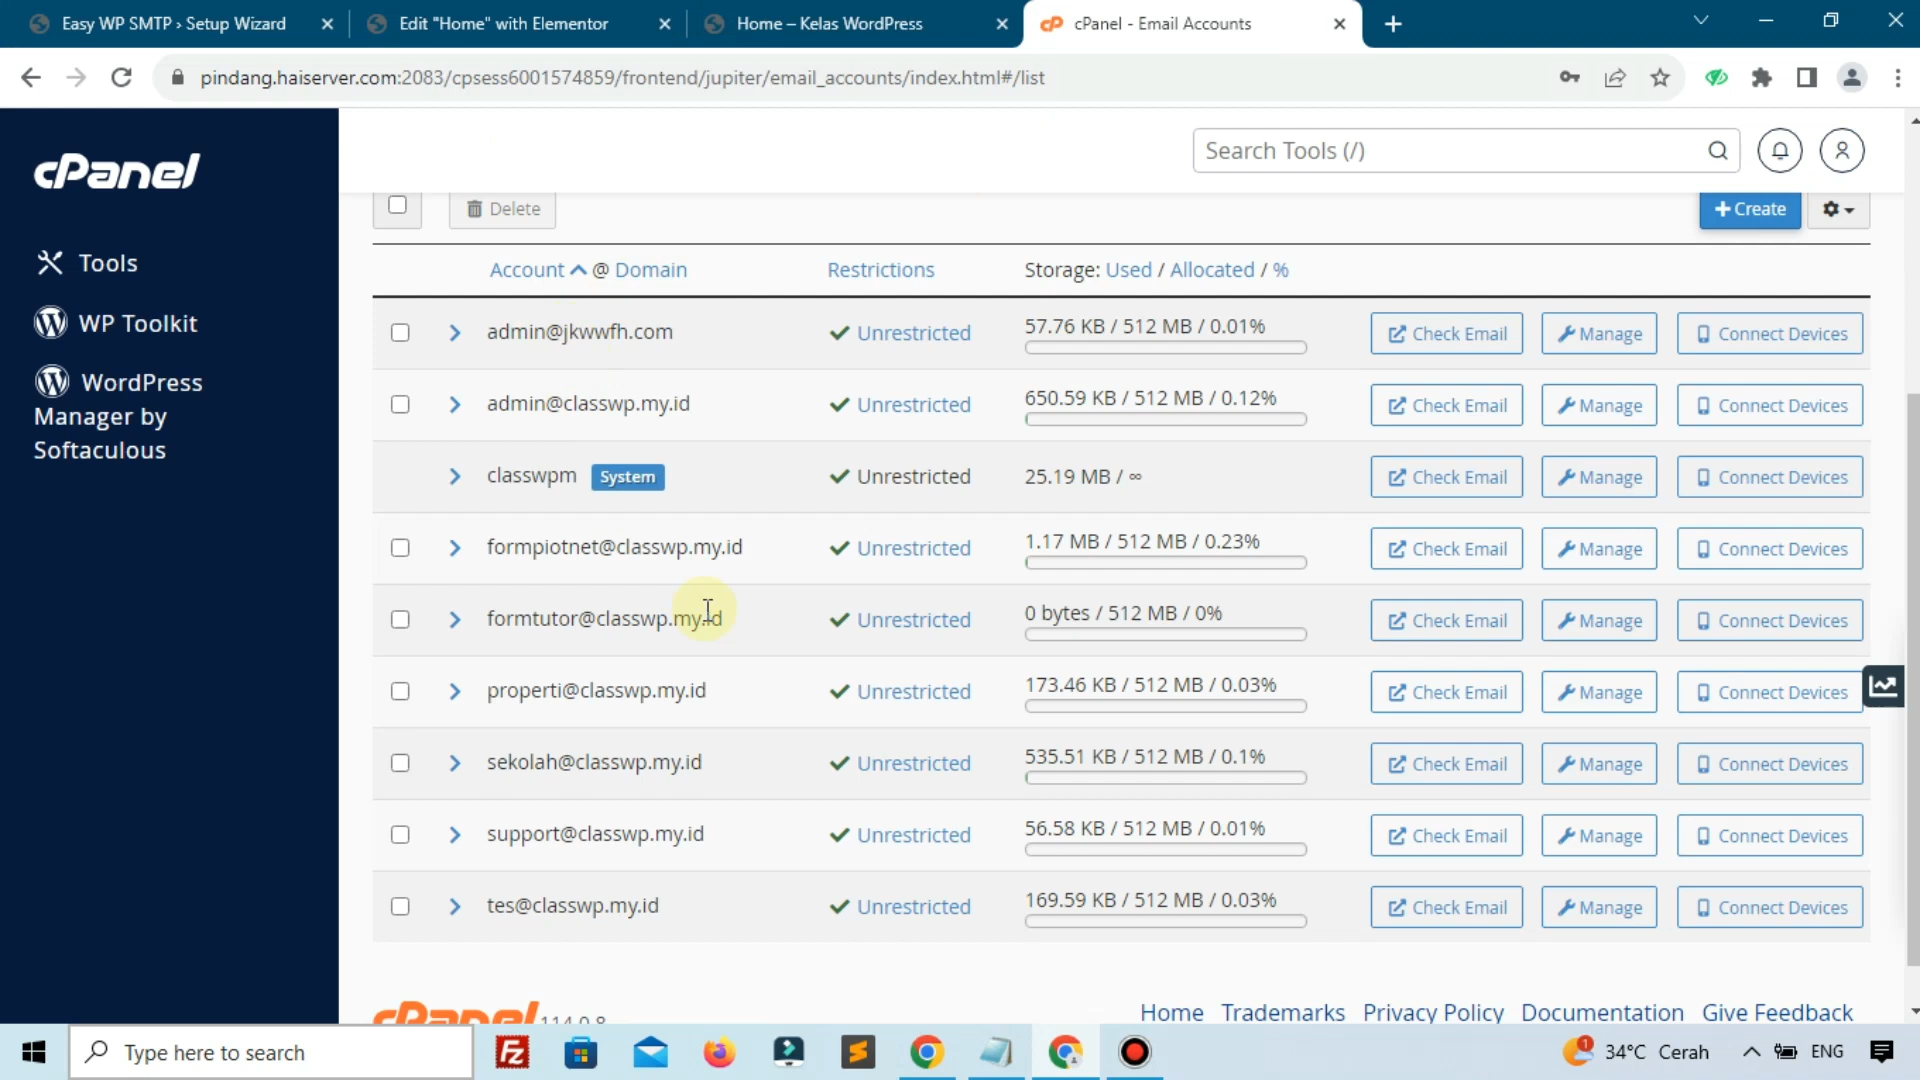 Easy WP SMTP › Setup Wizard
Edit "Home" with Elementor
Home – Kelas WordPress
cPanel - Email Accounts
pindang.haiserver.com:2083/cpsess6001574859/frontend/jupiter/email_accounts/index.html#/list
cPanel
Search Tools (/)
Tools
WP Toolkit
WordPress
Manager by
Softaculous
Delete
+ Create
Account @ Domain
Restrictions
Storage: Used / Allocated / %
admin@jkwwfh.com
Unrestricted
57.76 KB / 512 MB / 0.01%
Check Email
Manage
Connect Devices
admin@classwp.my.id
Unrestricted
650.59 KB / 512 MB / 0.12%
Check Email
Manage
Connect Devices
classwpm System
Unrestricted
25.19 MB / ∞
Check Email
Manage
Connect Devices
formpiotnet@classwp.my.id
Unrestricted
1.17 MB / 512 MB / 0.23%
Check Email
Manage
Connect Devices
formtutor@classwp.my.id
Unrestricted
0 bytes / 512 MB / 0%
Check Email
Manage
Connect Devices
properti@classwp.my.id
Unrestricted
173.46 KB / 512 MB / 0.03%
Check Email
Manage
Connect Devices
sekolah@classwp.my.id
Unrestricted
535.51 KB / 512 MB / 0.1%
Check Email
Manage
Connect Devices
support@classwp.my.id
Unrestricted
56.58 KB / 512 MB / 0.01%
Check Email
Manage
Connect Devices
tes@classwp.my.id
Unrestricted
169.59 KB / 512 MB / 0.03%
Check Email
Manage
Connect Devices
cPanel 114.0.8
Home Trademarks Privacy Policy Documentation Give Feedback
Type here to search
Fz
1
34°C Cerah
ENG